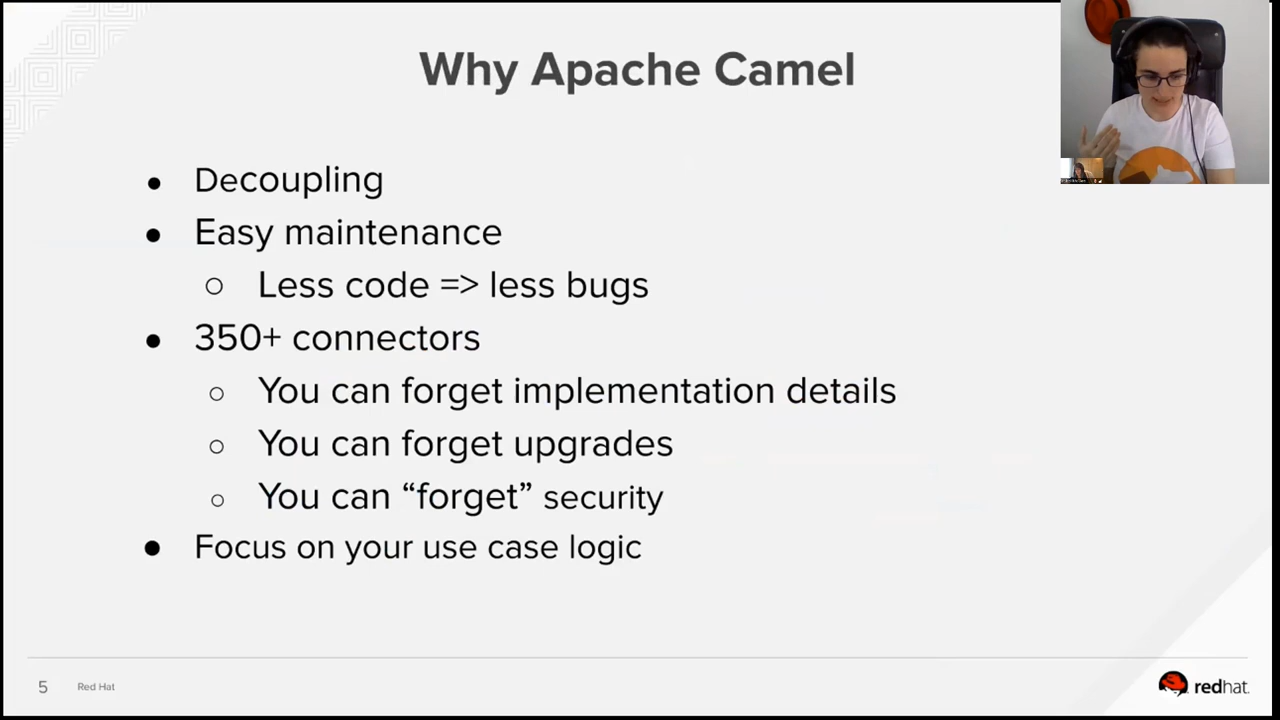 Why Apache Camel
● Decoupling
● Easy maintenance
○ Less code => less bugs
● 350+ connectors
○ You can forget implementation details
○ You can forget upgrades
○ You can “forget” security
● Focus on your use case logic
5 Red Hat
redhat.